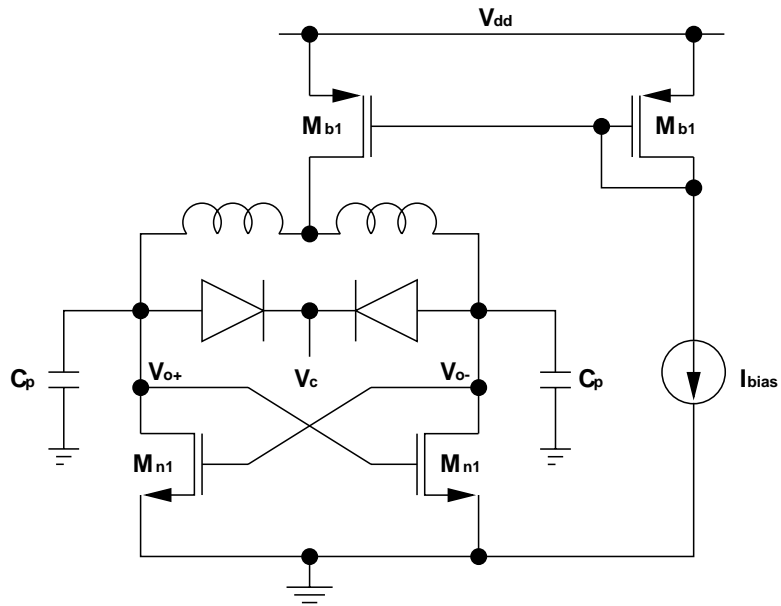 Vdd
Mb1
Mb1
Cp
Vo+
Vc
Vo-
Cp
Ibias
Mn1
Mn1